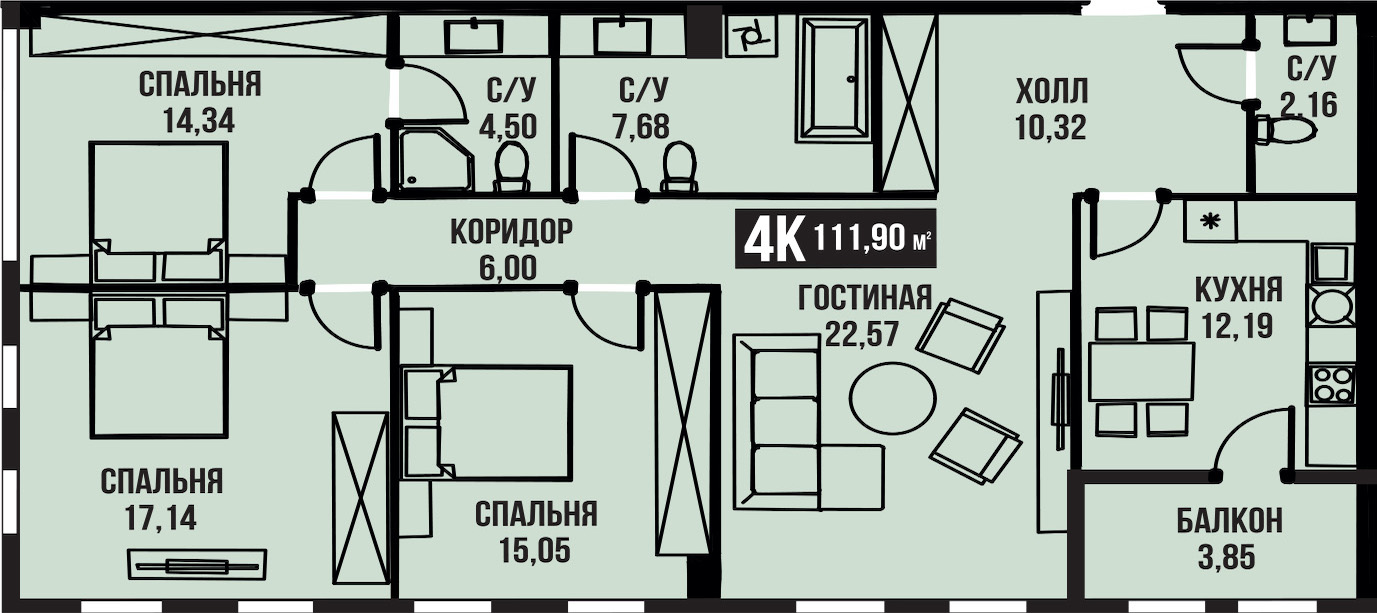 СПАЛЬНЯ
14,34
С/У
4,50
С/У
7,68
ХОЛЛ
10,32
С/У
2,16
КОРИДОР
6,00
4К 111,90 м²
ГОСТИНАЯ
22,57
КУХНЯ
12,19
СПАЛЬНЯ
17,14
СПАЛЬНЯ
15,05
БАЛКОН
3,85